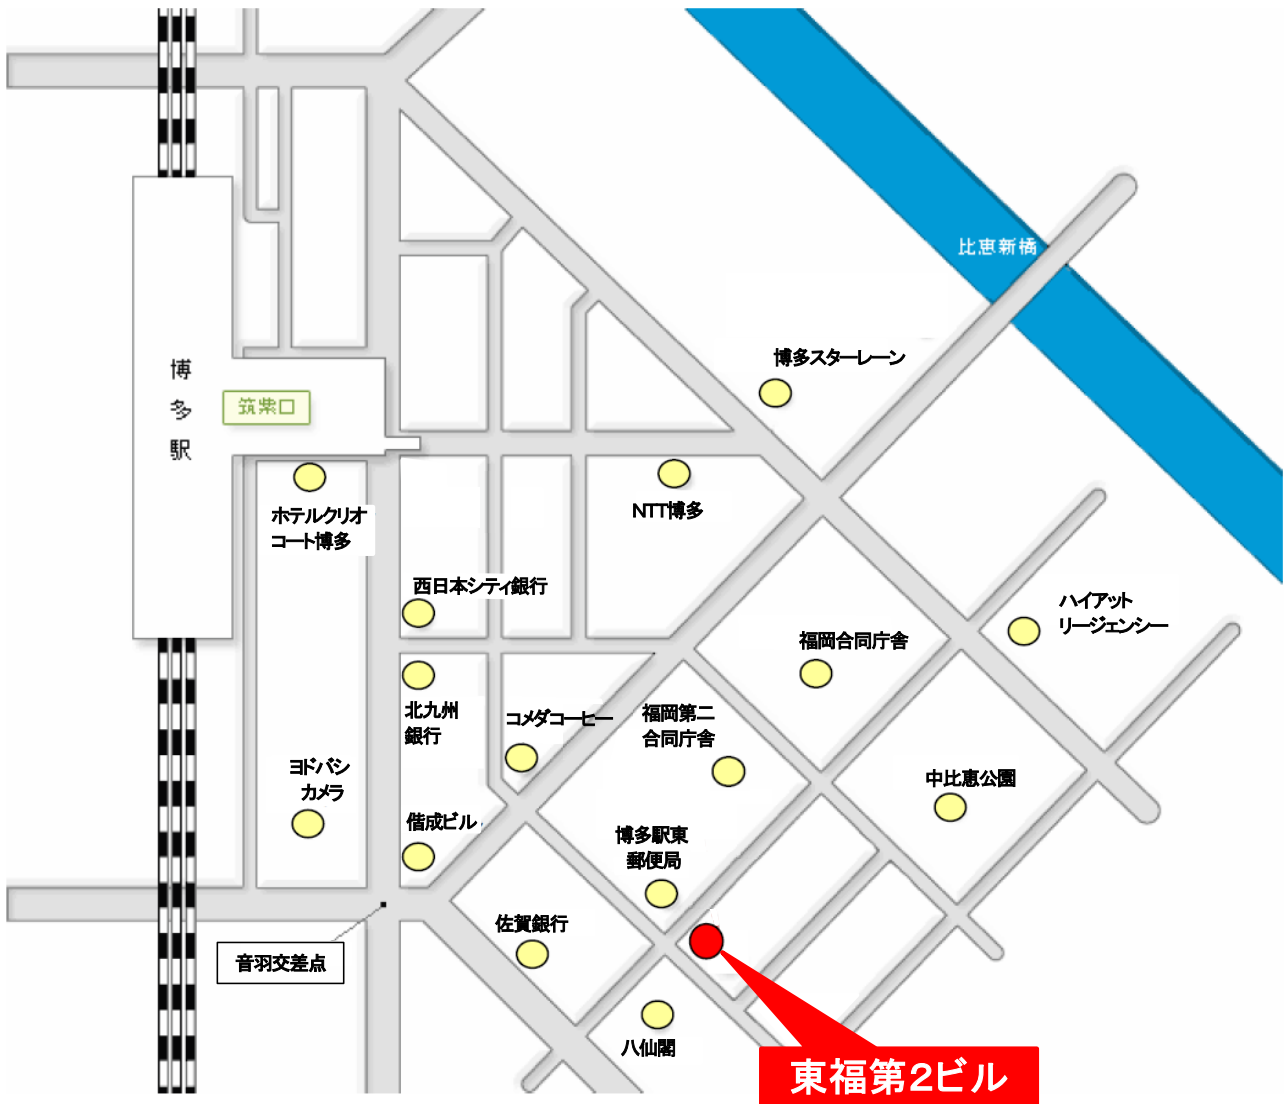 比恵新橋
博多スターレーン
博多駅
筑紫口
ホテルクリオ
コート博多
NTT博多
西日本シティ銀行
ハイアット
リージェンシー
福岡合同庁舎
北九州
銀行
コメダコーヒー
福岡第二
合同庁舎
ヨドバシ
カメラ
中比恵公園
偕成ビル
博多駅東
郵便局
佐賀銀行
音羽交差点
八仙閣
東福第2ビル